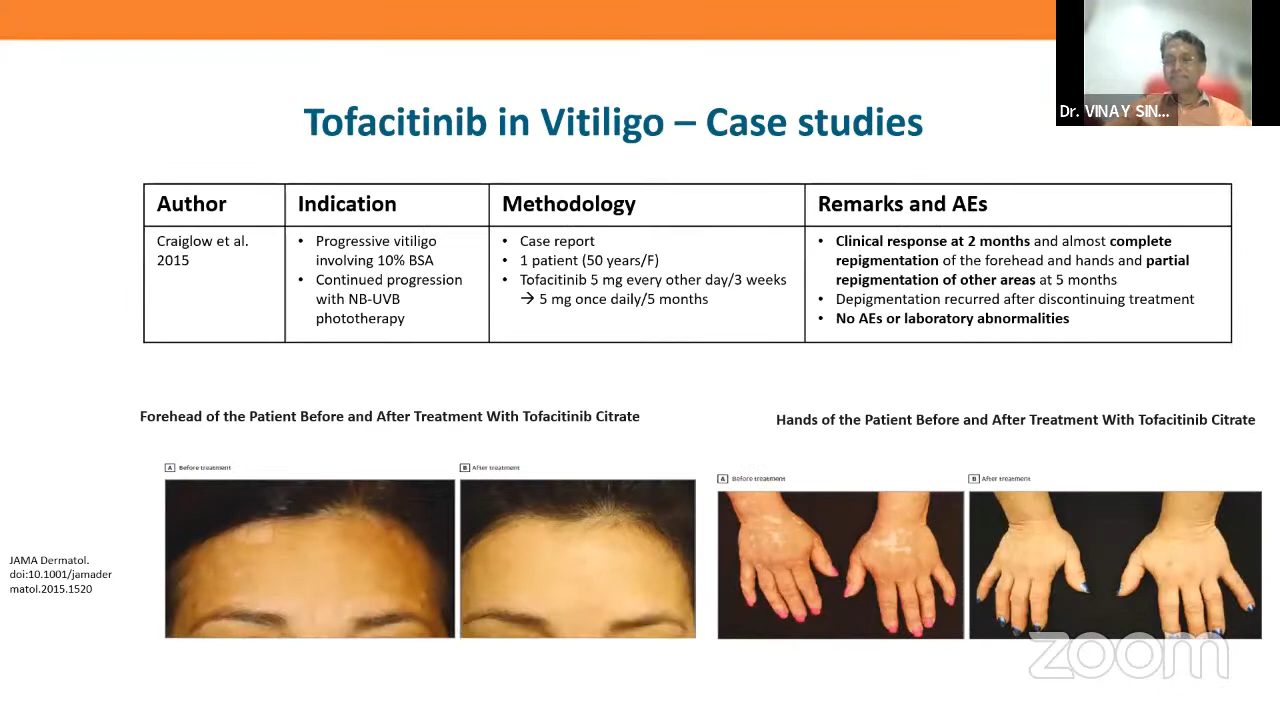 Dr. VINAY SIN...
Tofacitinib in Vitiligo – Case studies
Author
Indication
Methodology
Remarks and AEs
Craiglow et al.
2015
• Progressive vitiligo
involving 10% BSA
• Continued progression
with NB-UVB
phototherapy
• Case report
• 1 patient (50 years/F)
• Tofacitinib 5 mg every other day/3 weeks
→ 5 mg once daily/5 months
• Clinical response at 2 months and almost complete
repigmentation of the forehead and hands and partial
repigmentation of other areas at 5 months
• Depigmentation recurred after discontinuing treatment
• No AEs or laboratory abnormalities
Forehead of the Patient Before and After Treatment With Tofacitinib Citrate
Hands of the Patient Before and After Treatment With Tofacitinib Citrate
A Before treatment
B After treatment
A Before treatment
B After treatment
JAMA Dermatol.
doi:10.1001/jamader
matol.2015.1520
zoom